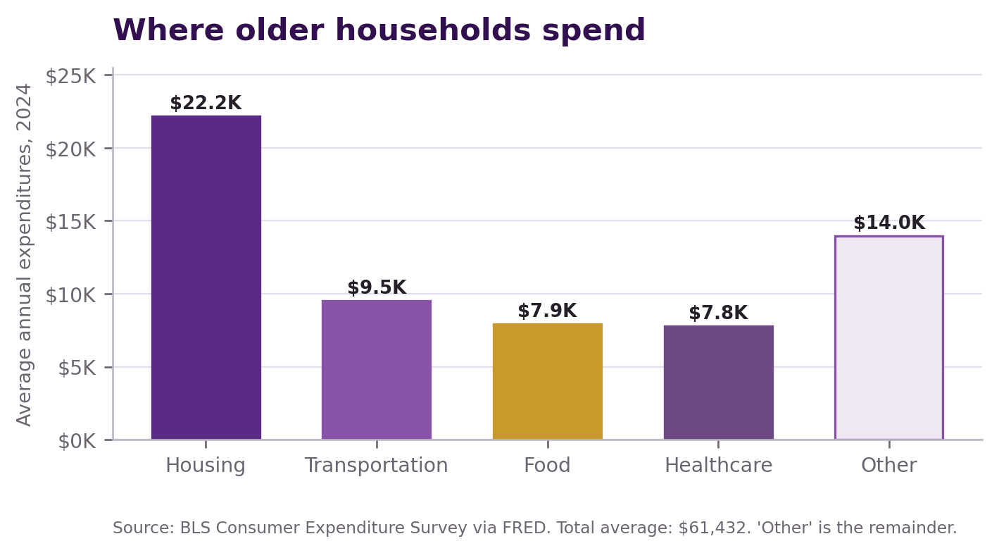 Where older households spend
Average annual expenditures, 2024
$25K
$20K
$15K
$10K
$5K
$0K
$22.2K
$9.5K
$7.9K
$7.8K
$14.0K
Housing
Transportation
Food
Healthcare
Other
Source: BLS Consumer Expenditure Survey via FRED. Total average: $61,432. 'Other' is the remainder.